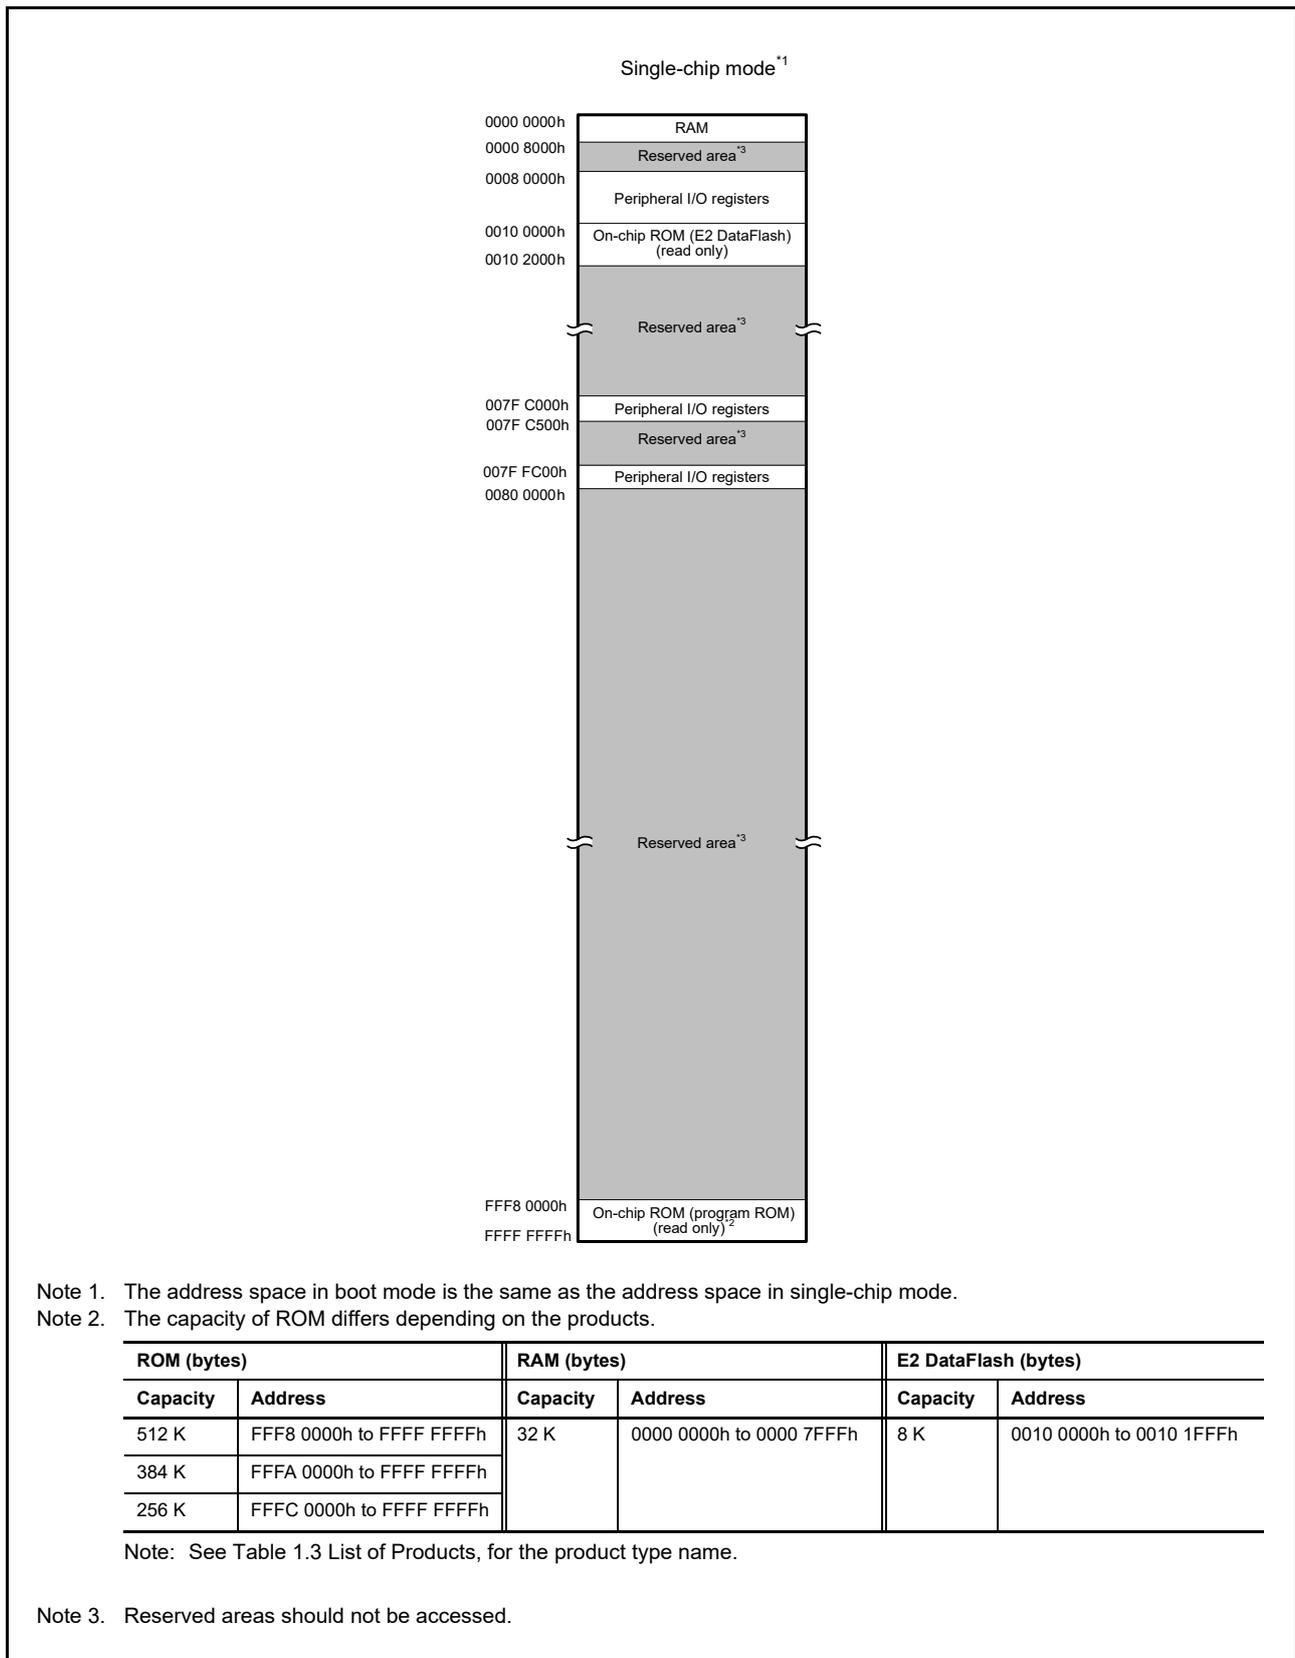 Single-chip mode*1
0000 0000h
RAM
0000 8000h
Reserved area*3
0008 0000h
Peripheral I/O registers
0010 0000h
On-chip ROM (E2 DataFlash)
(read only)
0010 2000h
Reserved area*3
007F C000h
Peripheral I/O registers
007F C500h
Reserved area*3
007F FC00h
Peripheral I/O registers
0080 0000h
Reserved area*3
FFF8 0000h
On-chip ROM (program ROM)
(read only)*2
FFFF FFFFh
Note 1. The address space in boot mode is the same as the address space in single-chip mode.
Note 2. The capacity of ROM differs depending on the products.
ROM (bytes) RAM (bytes) E2 DataFlash (bytes)
Capacity Address Capacity Address Capacity Address
512 K FFF8 0000h to FFFF FFFFh 32 K 0000 0000h to 0000 7FFFh 8 K 0010 0000h to 0010 1FFFh
384 K FFFA 0000h to FFFF FFFFh
256 K FFFC 0000h to FFFF FFFFh
Note: See Table 1.3 List of Products, for the product type name.
Note 3. Reserved areas should not be accessed.